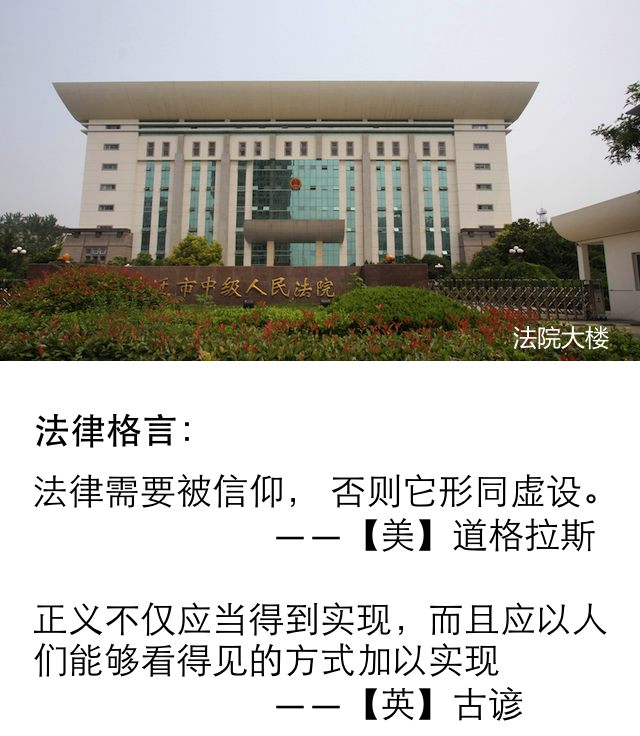 市中级人民法院
法院大楼
法律格言：
法律需要被信仰， 否则它形同虚设。
——【美】道格拉斯
正义不仅应当得到实现，而且应以人
们能够看得见的方式加以实现
——【英】古谚